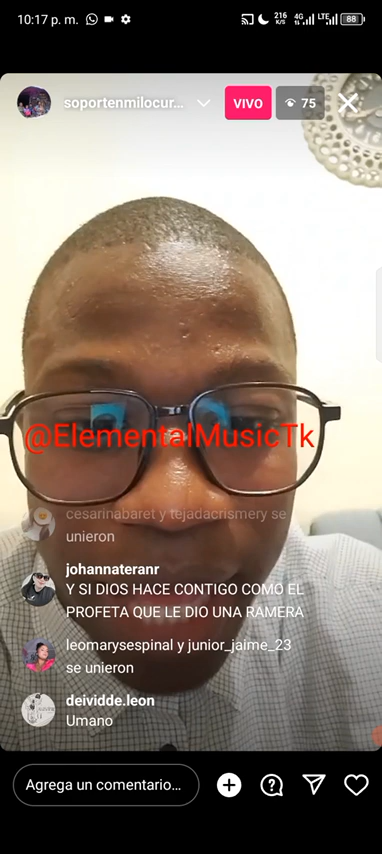 10:17 p. m.
216
K/S
4G
LTE
88
soportenmilocur...
VIVO
75
@ElementalMusicTk
cesarinabaret y tejadacrismery se
unieron
johannateranr
Y SI DIOS HACE CONTIGO COMO EL
PROFETA QUE LE DIO UNA RAMERA
leomarysespinal y junior_jaime_23
se unieron
deividde.leon
Umano
Agrega un comentario...